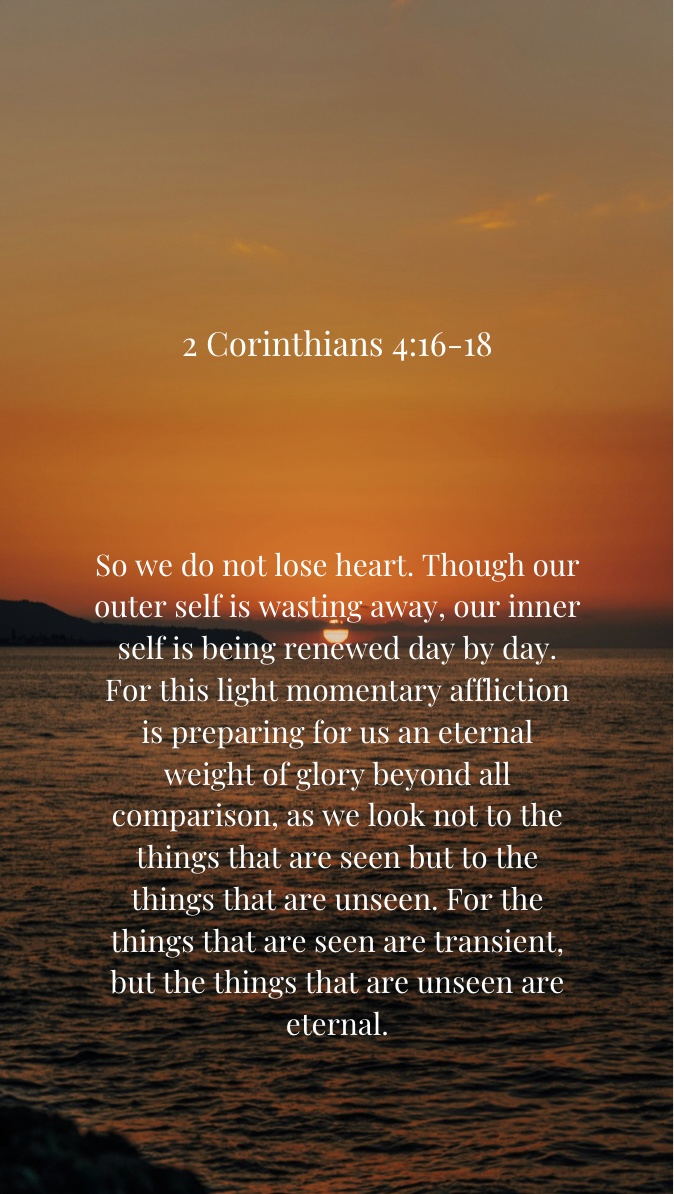 2 Corinthians 4:16-18
So we do not lose heart. Though our
outer self is wasting away, our inner
self is being renewed day by day.
For this light momentary affliction
is preparing for us an eternal
weight of glory beyond all
comparison, as we look not to the
things that are seen but to the
things that are unseen. For the
things that are seen are transient,
but the things that are unseen are
eternal.